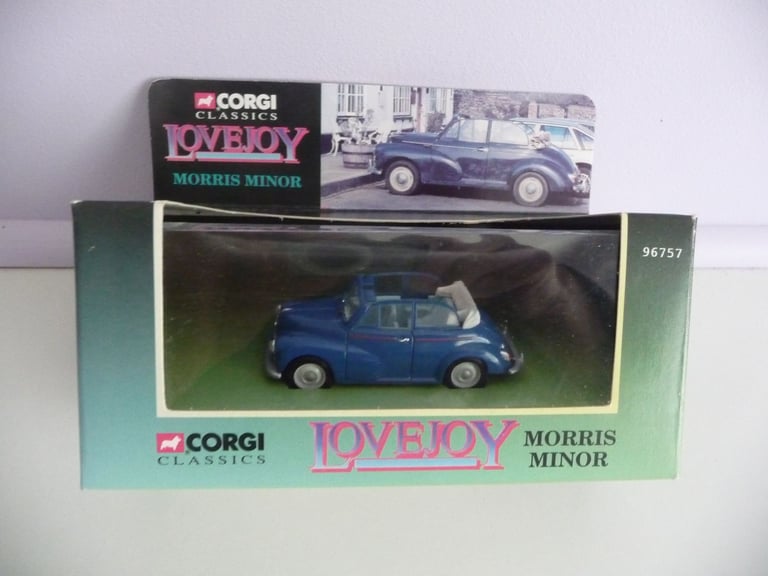 CORGI
CLASSICS
LOVEJOY
MORRIS MINOR
96757
CORGI
CLASSICS
LOVEJOY
MORRIS
MINOR